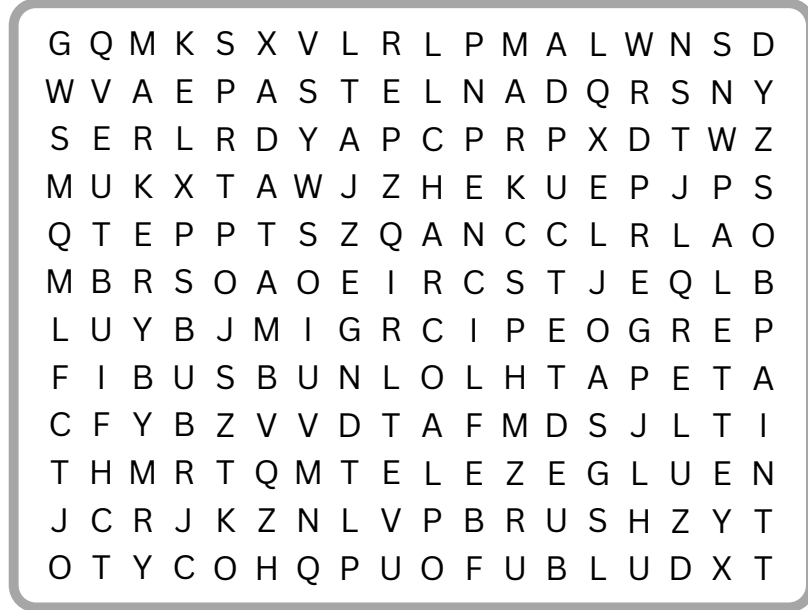 G Q M K S X V L R L P M A L W N S D
W V A E P A S T E L N A D Q R S N Y
S E R L R D Y A P C P R P X D T W Z
M U K X T A W J Z H E K U E P J P S
Q T E P P T S Z Q A N C C L R L A O
M B R S O A O E I R C S T J E Q L B
L U Y B J M I G R C I P E O G R E P
F I B U S B U N L O L H T A P E T A
C F Y B Z V V D T A F M D S J L T I
T H M R T Q M T E L E Z E G L U E N
J C R J K Z N L V P B R U S H Z Y T
O T Y C O H Q P U O F U B L U D X T